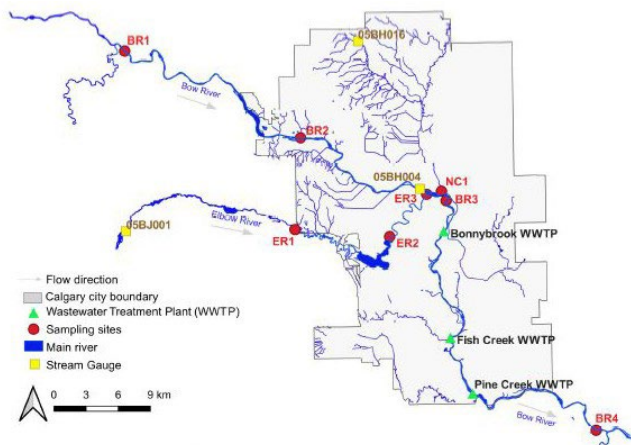 05BH016
BR1
Bow River
BR2
05BH004
NC1
ER3
BR3
Elbow River
05BJ001
ER1
ER2
Bonnybrook WWTP
Flow direction
Calgary city boundary
Wastewater Treatment Plant (WWTP)
Sampling sites
Main river
Stream Gauge
Fish Creek WWTP
0 3 6 9 km
Pine Creek WWTP
Bow River
BR4